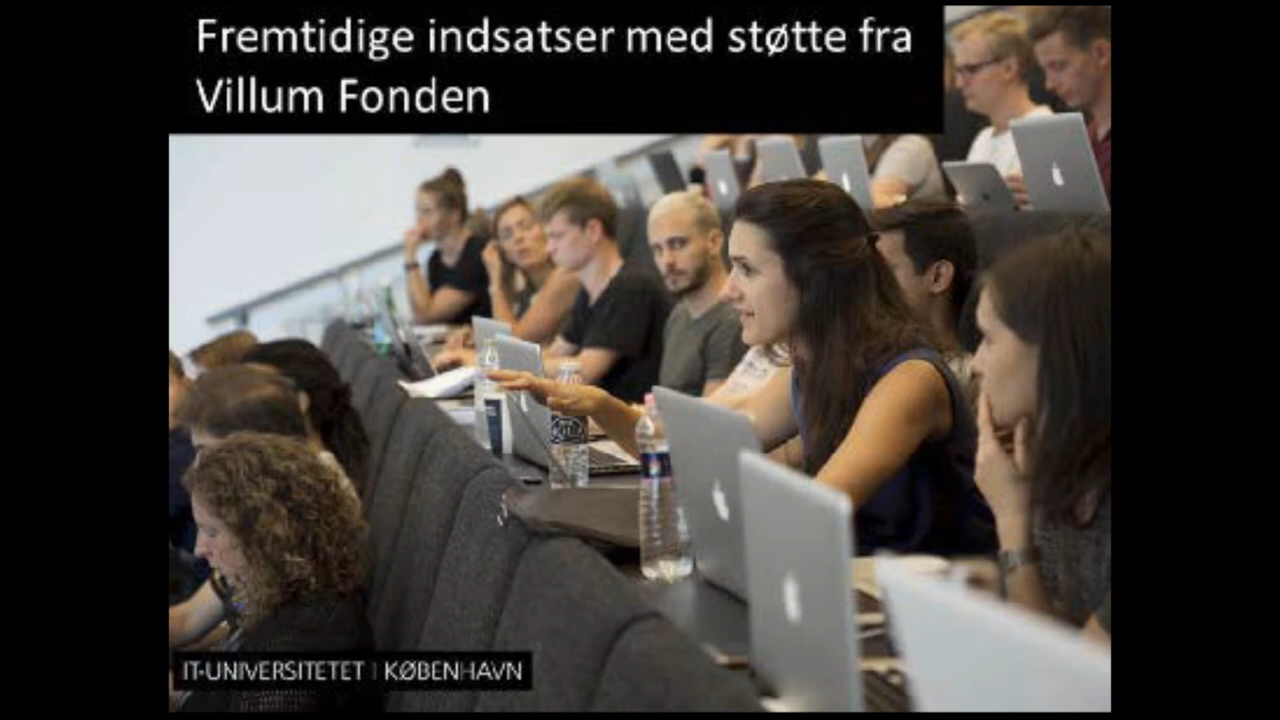 Fremtidige indsatser med støtte fra
Villum Fonden
IT-UNIVERSITETET I KØBENHAVN